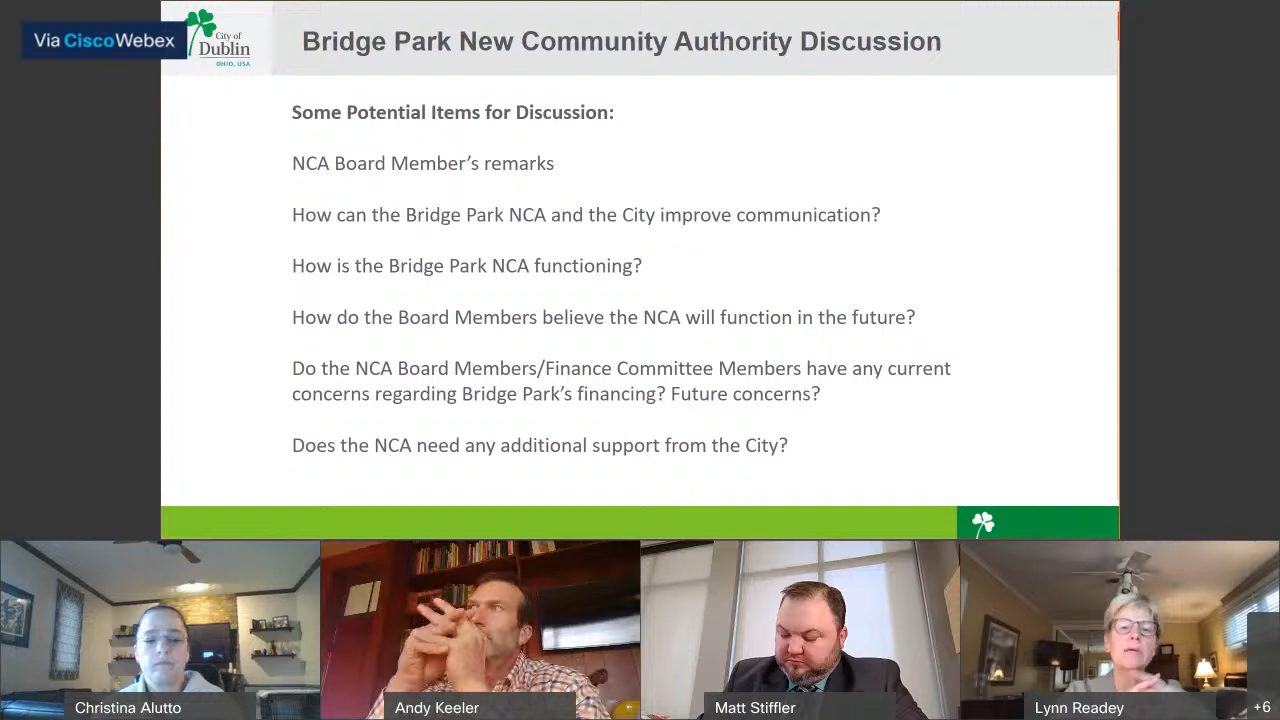 Via Cisco Webex
City of
Dublin
OHIO, USA
Bridge Park New Community Authority Discussion
Some Potential Items for Discussion:
NCA Board Member’s remarks
How can the Bridge Park NCA and the City improve communication?
How is the Bridge Park NCA functioning?
How do the Board Members believe the NCA will function in the future?
Do the NCA Board Members/Finance Committee Members have any current
concerns regarding Bridge Park’s financing? Future concerns?
Does the NCA need any additional support from the City?
Christina Alutto
Andy Keeler
Matt Stiffler
Lynn Readey
+6